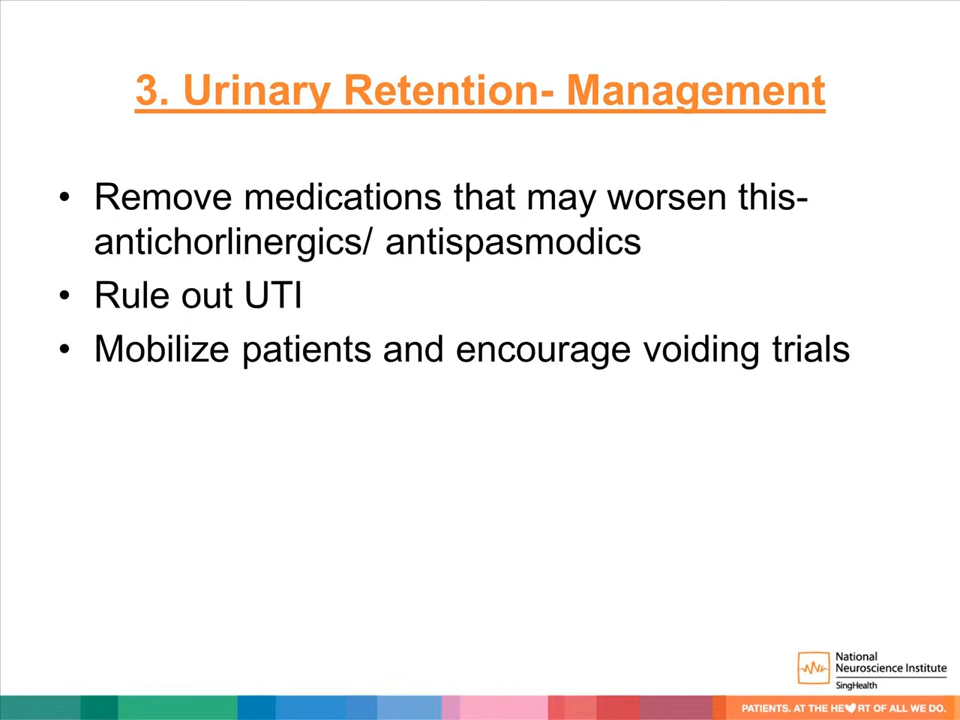 3. Urinary Retention- Management
• Remove medications that may worsen this-
antichorlinergics/ antispasmodics
• Rule out UTI
• Mobilize patients and encourage voiding trials
National
Neuroscience Institute
SingHealth
PATIENTS. AT THE HE♥RT OF ALL WE DO.